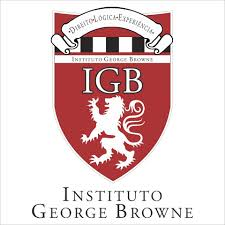 DIREITO•LÓGICA•EXPERIÊNCIA
INSTITUTO GEORGE BROWNE
IGB
INSTITUTO
GEORGE BROWNE